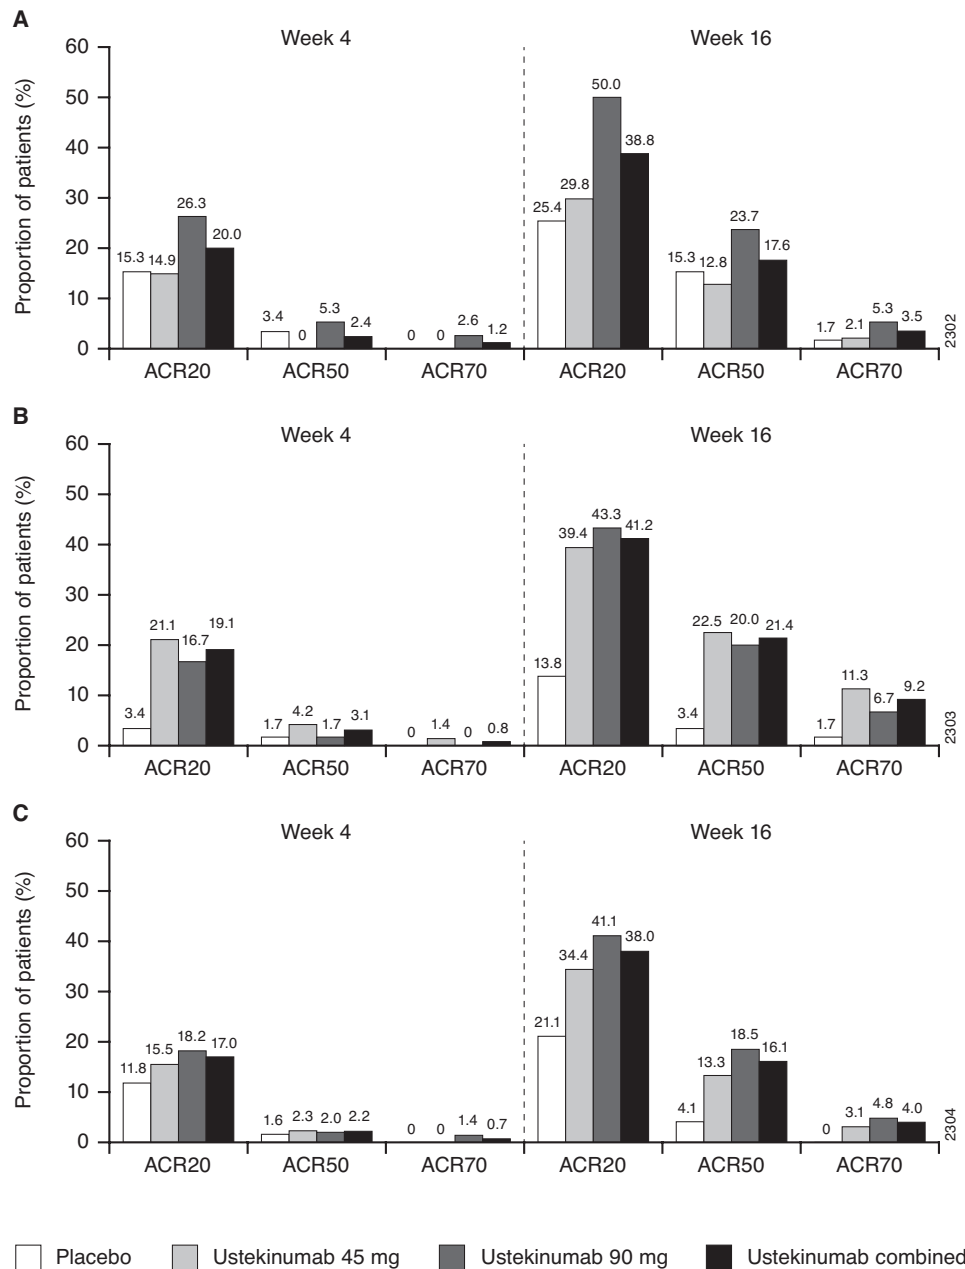 A
Week 4 Week 16
Proportion of patients (%)
60
50
40
30
20
10
0
15.3 14.9 26.3 20.0
3.4 0 5.3 2.4
0 0 2.6 1.2
25.4 29.8 50.0 38.8
15.3 12.8 23.7 17.6
1.7 2.1 5.3 3.5
ACR20 ACR50 ACR70 ACR20 ACR50 ACR70
2302
B
Week 4 Week 16
Proportion of patients (%)
60
50
40
30
20
10
0
3.4 21.1 16.7 19.1
1.7 4.2 1.7 3.1
0 1.4 0 0.8
13.8 39.4 43.3 41.2
3.4 22.5 20.0 21.4
1.7 11.3 6.7 9.2
ACR20 ACR50 ACR70 ACR20 ACR50 ACR70
2303
C
Week 4 Week 16
Proportion of patients (%)
60
50
40
30
20
10
0
11.8 15.5 18.2 17.0
1.6 2.3 2.0 2.2
0 0 1.4 0.7
21.1 34.4 41.1 38.0
4.1 13.3 18.5 16.1
0 3.1 4.8 4.0
ACR20 ACR50 ACR70 ACR20 ACR50 ACR70
2304
Placebo Ustekinumab 45 mg Ustekinumab 90 mg Ustekinumab combined